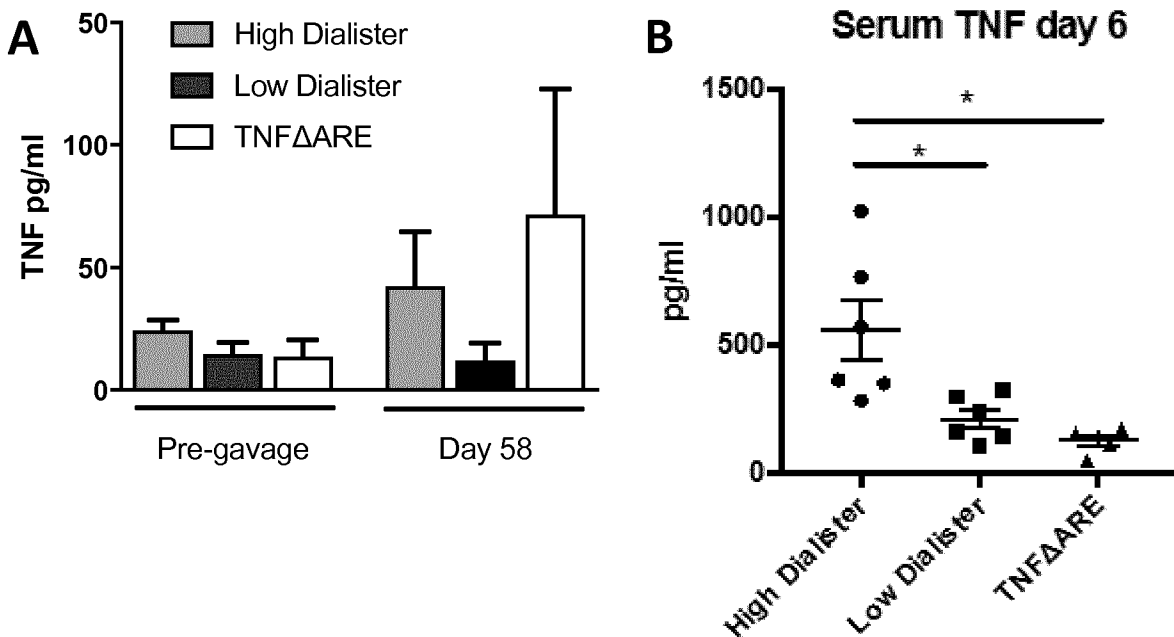 A
50
100
50
0
TNF pg/ml
High Dialister
Low Dialister
TNFΔARE
Pre-gavage
Day 58
B
Serum TNF day 6
1500
1000
500
0
pg/ml
*
*
High Dialister
Low Dialister
TNFΔARE